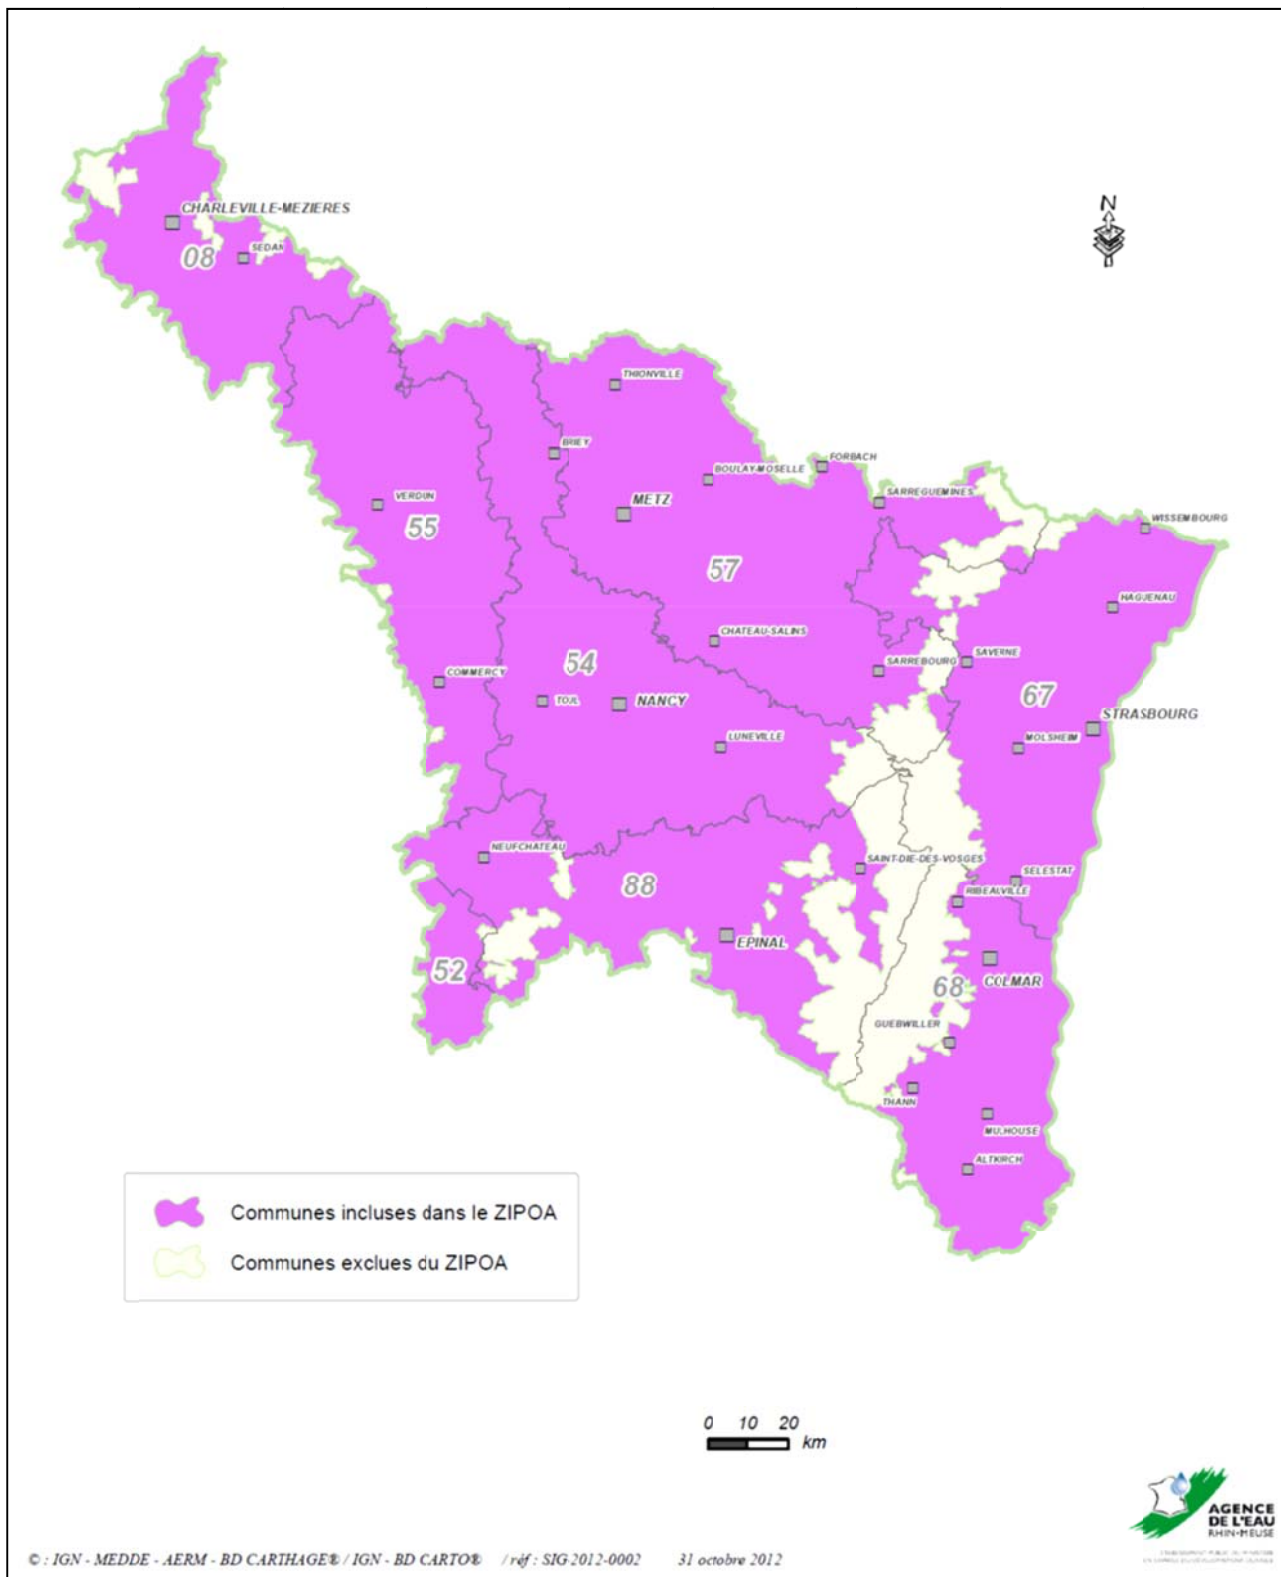 N
CHARLEVILLE-MEZIERES
08
SEDAN
THIONVILLE
BRIEY
BOULAY-MOSELLE
FORBACH
SARREGUEMINES
METZ
VERDUN
55
WISSEMBOURG
57
HAGUENAU
CHATEAU-SALINS
54
SARREBOURG
SAVERNE
COMMERCY
67
TOUL
NANCY
STRASBOURG
LUNEVILLE
MOLSHEIM
NEUFCHATEAU
SAINT-DIE-DES-VOSGES
88
SELESTAT
RIBEAUVILLE
EPINAL
52
COLMAR
68
GUEBWILLER
THANN
MULHOUSE
ALTKIRCH
Communes incluses dans le ZIPOA
Communes exclues du ZIPOA
0 10 20
km
AGENCE
DE L'EAU
RHIN-MEUSE
© : IGN - MEDDE - AERM - BD CARTHAGE® / IGN - BD CARTO® / réf : SIG-2012-0002 31 octobre 2012